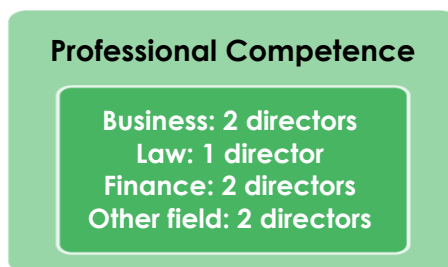 Professional Competence
Business: 2 directors
Law: 1 director
Finance: 2 directors
Other field: 2 directors